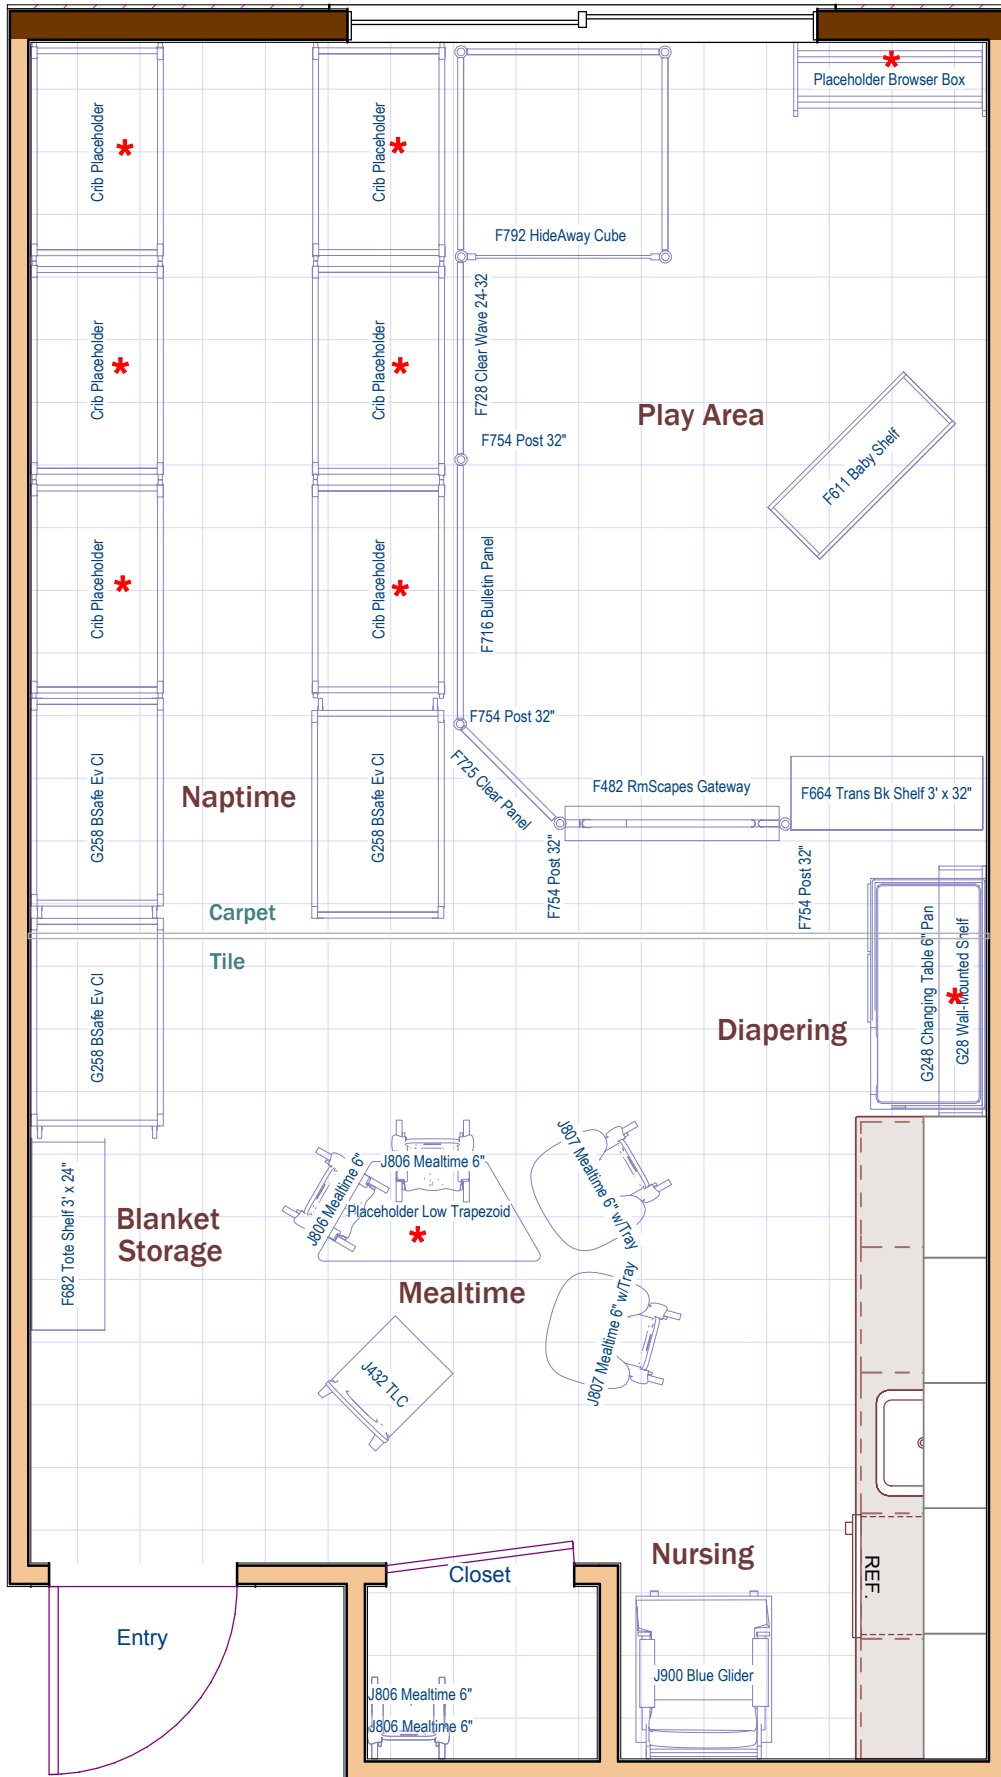 Placeholder Browser Box
Crib Placeholder
Crib Placeholder
F792 HideAway Cube
Crib Placeholder
Crib Placeholder
F728 Clear Wave 24-32
Play Area
F754 Post 32"
F611 Baby Shelf
Crib Placeholder
Crib Placeholder
F716 Bulletin Panel
F754 Post 32"
G258 BSafe Ev Cl
Naptime
G258 BSafe Ev Cl
F725 Clear Panel
F482 RmScapes Gateway
F664 Trans Bk Shelf 3' x 32"
F754 Post 32"
F754 Post 32"
Carpet
Tile
G258 BSafe Ev Cl
Diapering
G248 Changing Table 6" Pan
G28 Wall-Mounted Shelf
F682 Tote Shelf 3' x 24"
Blanket
Storage
J806 Mealtime 6"
J806 Mealtime 6"
Placeholder Low Trapezoid
J807 Mealtime 6" w/Tray
Mealtime
J807 Mealtime 6" w/Tray
J432 TLC
Nursing
REF.
Closet
Entry
J900 Blue Glider
J806 Mealtime 6"
J806 Mealtime 6"